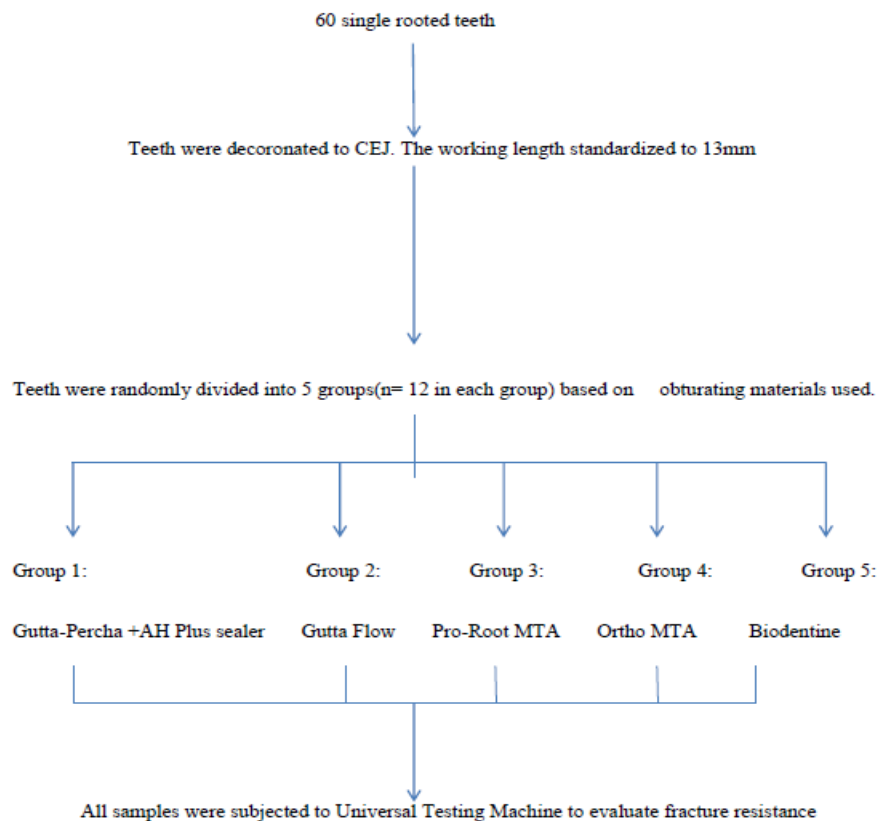 60 single rooted teeth
Teeth were decoronated to CEJ. The working length standardized to 13mm
Teeth were randomly divided into 5 groups(n= 12 in each group) based on obturating materials used.
Group 1: Group 2: Group 3: Group 4: Group 5:
Gutta-Percha +AH Plus sealer Gutta Flow Pro-Root MTA Ortho MTA Biodentine
All samples were subjected to Universal Testing Machine to evaluate fracture resistance